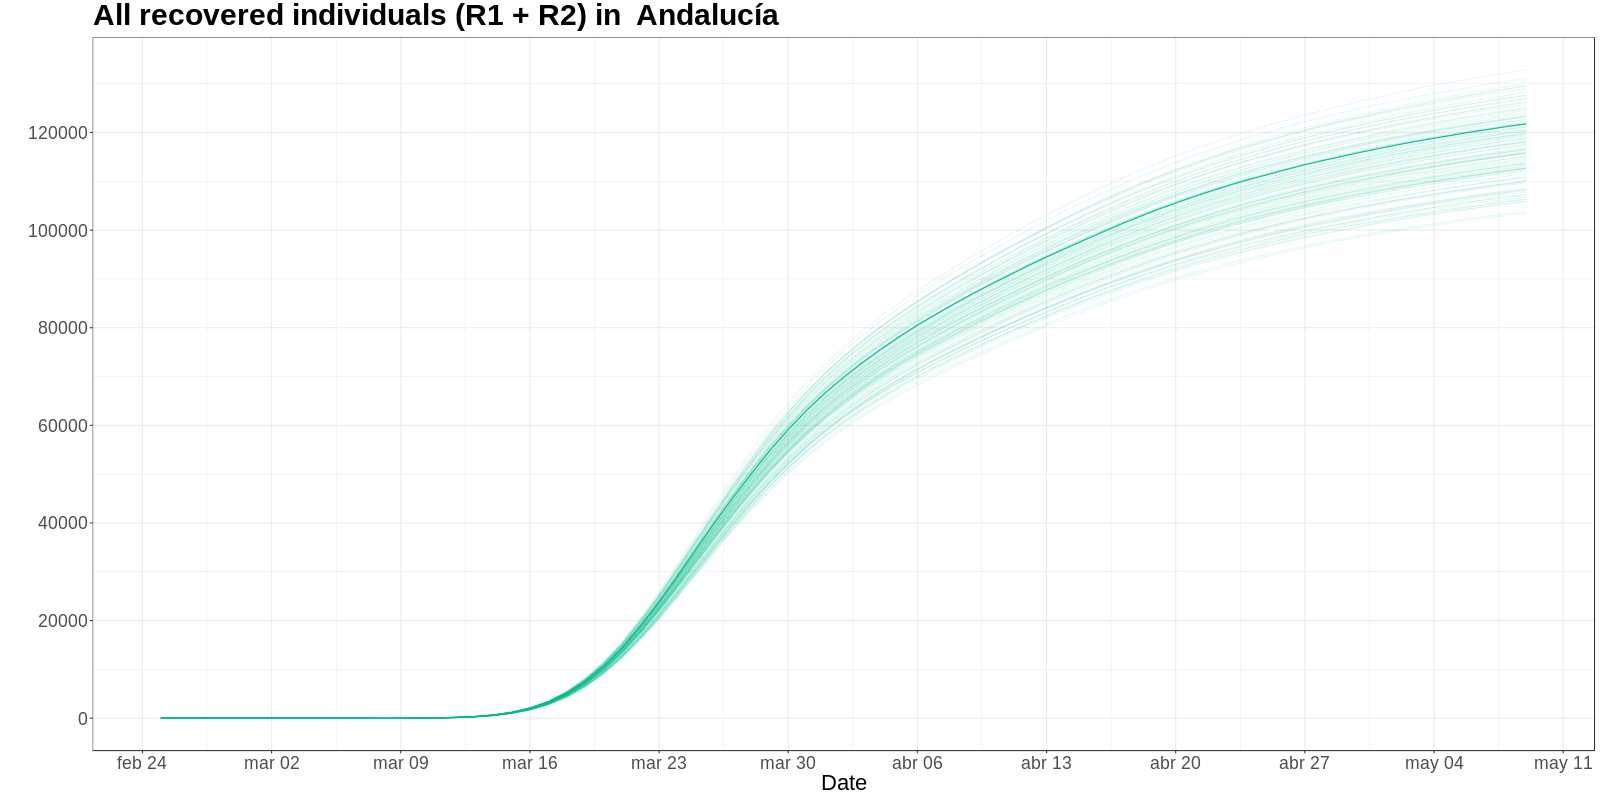 All recovered individuals (R1 + R2) in  Andalucía
120000
100000
80000
60000
40000
20000
0
feb 24 mar 02 mar 09 mar 16 mar 23 mar 30 abr 06 abr 13 abr 20 abr 27 may 04 may 11
Date